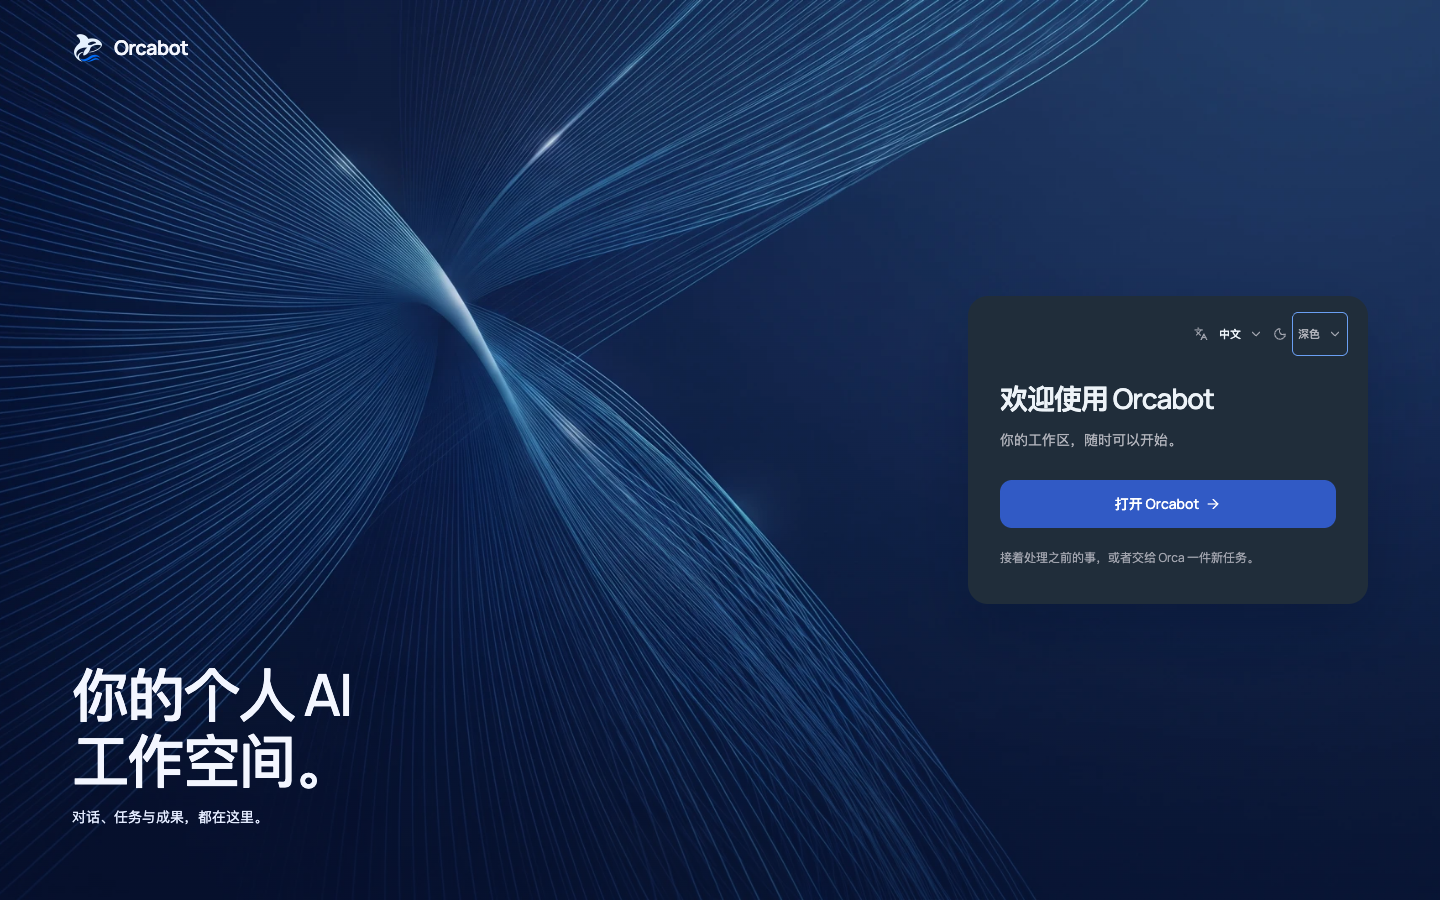 Orcabot
中文
深色
欢迎使用 Orcabot
你的工作区，随时可以开始。
打开 Orcabot →
接着处理之前的事，或者交给 Orca 一件新任务。
你的个人 AI
工作空间。
对话、任务与成果，都在这里。